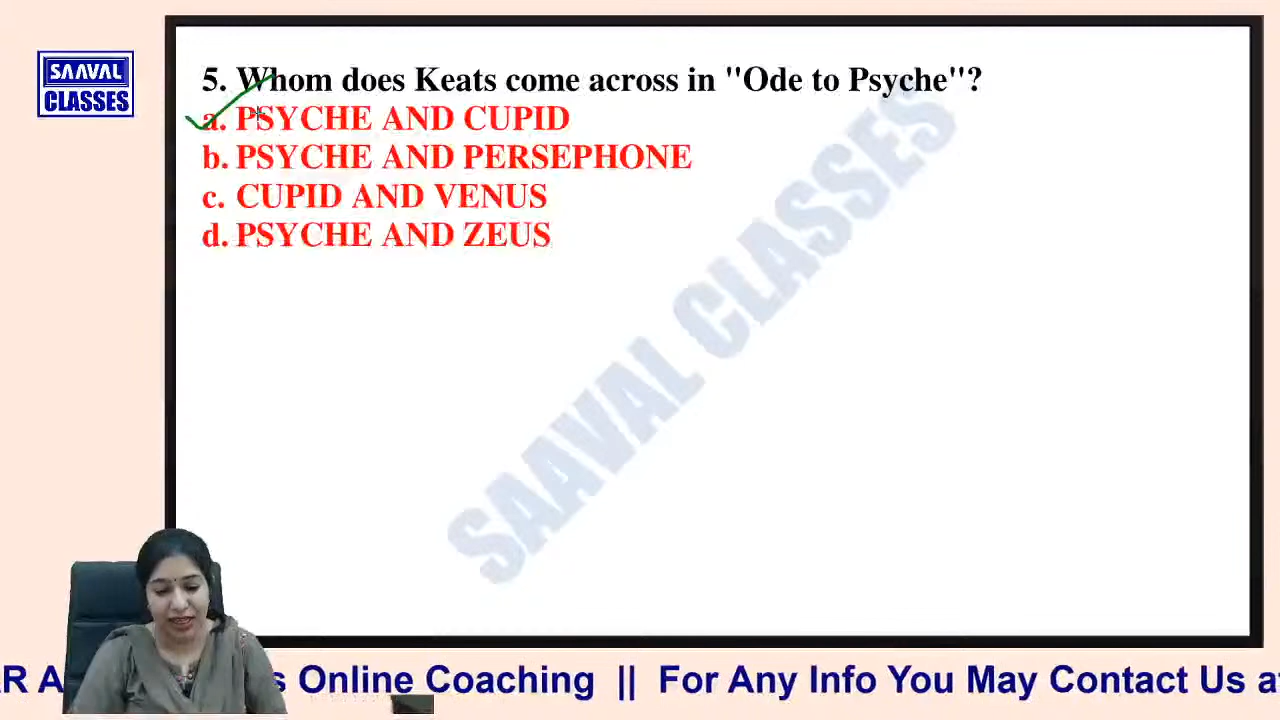 SAAVAL
CLASSES
5. Whom does Keats come across in "Ode to Psyche"?
a. PSYCHE AND CUPID
b. PSYCHE AND PERSEPHONE
c. CUPID AND VENUS
d. PSYCHE AND ZEUS
SAAVAL CLASSES
R A s Online Coaching || For Any Info You May Contact Us at